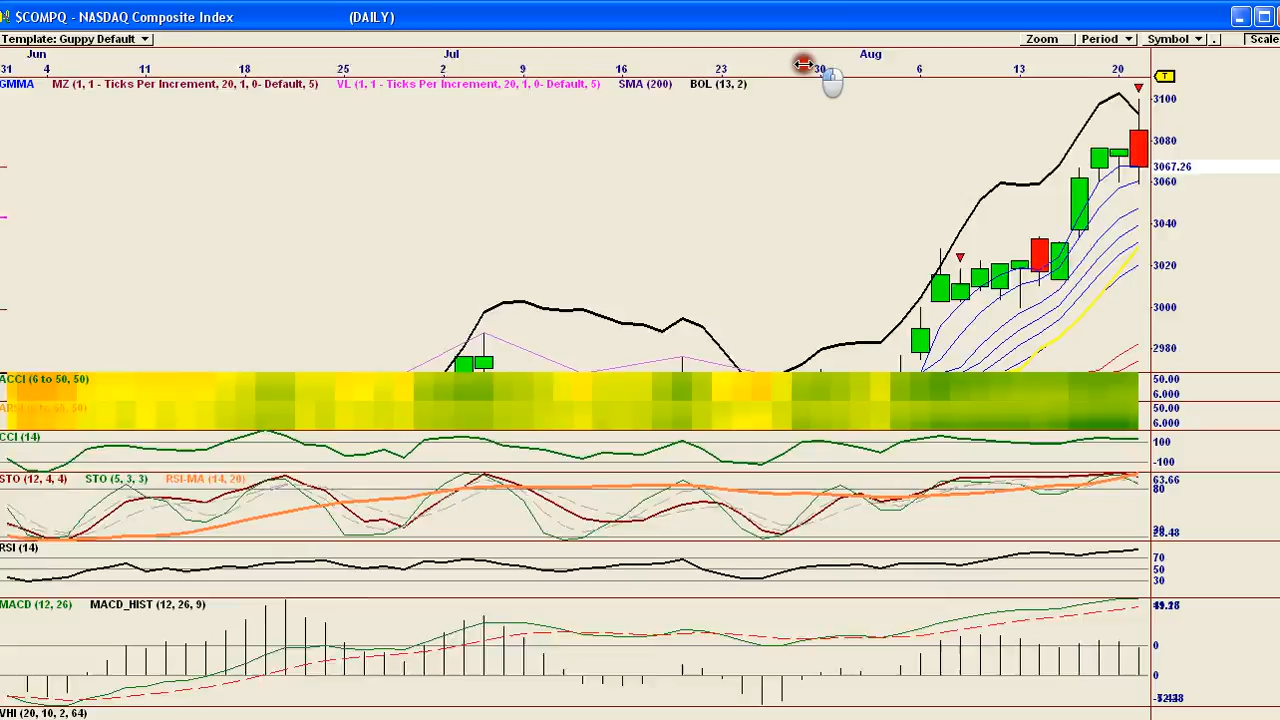 $COMPQ - NASDAQ Composite Index (DAILY)
Template: Guppy Default Zoom Period Symbol . Scale
Jun Jul Aug
31 4 11 18 25 2 9 16 23 30 6 13 20
GMMA MZ (1, 1 - Ticks Per Increment, 20, 1, 0- Default, 5) VL (1, 1 - Ticks Per Increment, 20, 1, 0- Default, 5) SMA (200) BOL (13, 2)
T
3100
3080
3067.26
3060
3040
3020
3000
2980
ACCI (6 to 50, 50) 50.00
6.000
ARSI (6 to 50, 50) 50.00
6.000
CCI (14) 100
-100
STO (12, 4, 4) STO (5, 3, 3) RSI-MA (14, 20) 63.66
80
RSI (14) 70
50
30
MACD (12, 26) MACD_HIST (12, 26, 9)
0
0
VHI (20, 10, 2, 64)